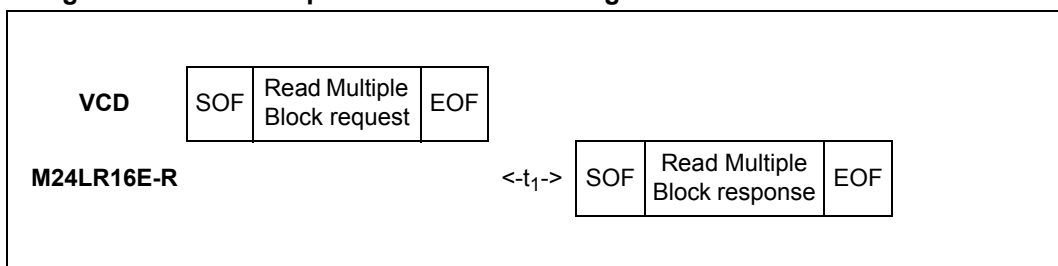 VCD
SOF
Read Multiple
Block request
EOF
M24LR16E-R
<-t1->
SOF
Read Multiple
Block response
EOF